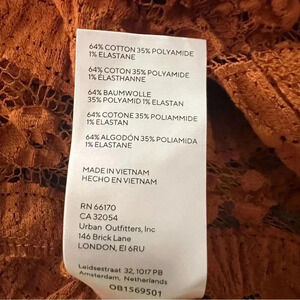 64% COTTON 35% POLYAMIDE
1% ELASTANE
64% COTON 35% POLYAMIDE
1% ELASTHANNE
64% BAUMWOLLE
35% POLYAMID 1% ELASTAN
64% COTONE 35% POLIAMMIDE
1% ELASTAN
64% ALGODÓN 35% POLIAMIDA
1% ELASTANE
MADE IN VIETNAM
HECHO EN VIETNAM
RN 66170
CA 32054
Urban Outfitters, Inc
146 Brick Lane
LONDON, E1 6RU
Leidsestraat 32, 1017 PB
Amsterdam, Netherlands
OB1569501